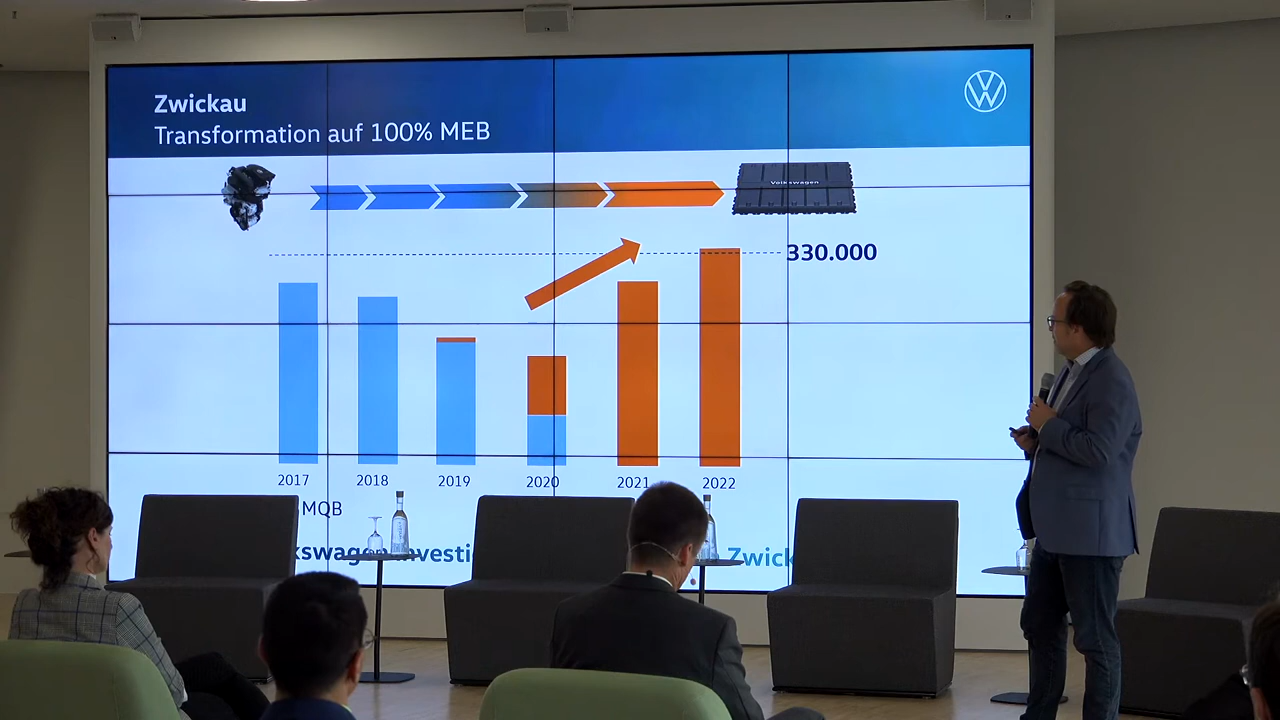 Zwickau
Transformation auf 100% MEB
Volkswagen
330.000
2017 2018 2019 2020 2021 2022
MQB
Zwick